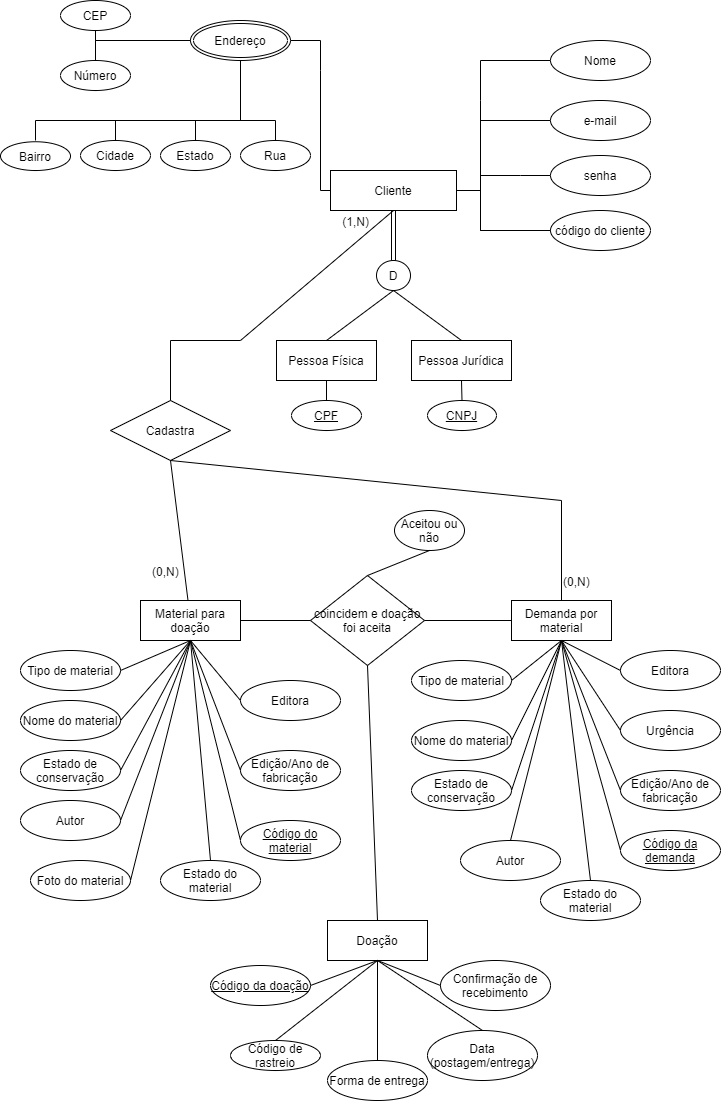 CEP
Endereço
Número
Nome
e-mail
Bairro
Cidade
Estado
Rua
senha
Cliente
(1,N)
código do cliente
D
Pessoa Física
Pessoa Jurídica
CPF
CNPJ
Cadastra
Aceitou ou
não
(0,N)
(0,N)
Material para
doação
coincidem e doação
foi aceita
Demanda por
material
Tipo de material
Nome do material
Estado de
conservação
Autor
Foto do material
Estado do
material
Código do
material
Edição/Ano de
fabricação
Editora
Tipo de material
Nome do material
Estado de
conservação
Autor
Estado do
material
Código da
demanda
Edição/Ano de
fabricação
Urgência
Editora
Doação
Código da doação
Código de
rastreio
Forma de entrega
Data
(postagem/entrega)
Confirmação de
recebimento